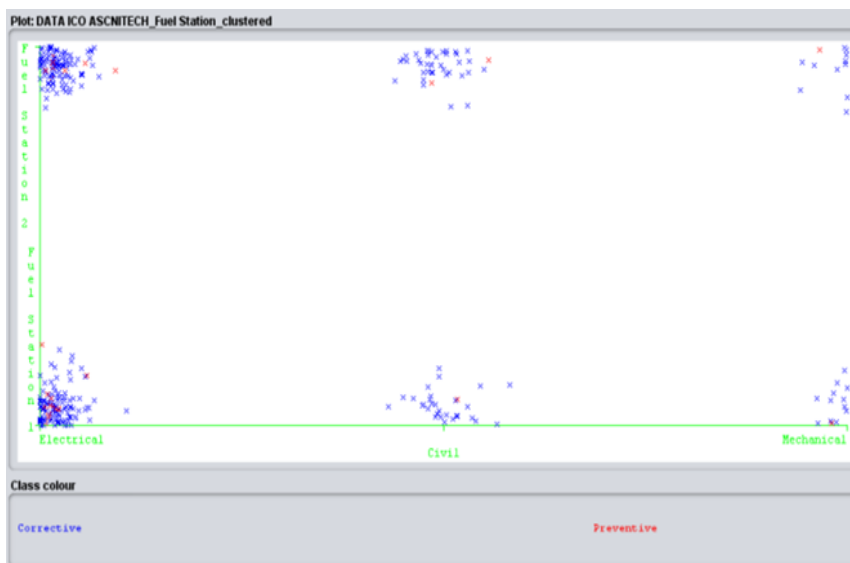 Plot: DATA ICO ASCNITECH_Fuel Station_clustered
Fuel Station 2
Fuel Station 1
Electrical
Civil
Mechanical
Class colour
Corrective
Preventive